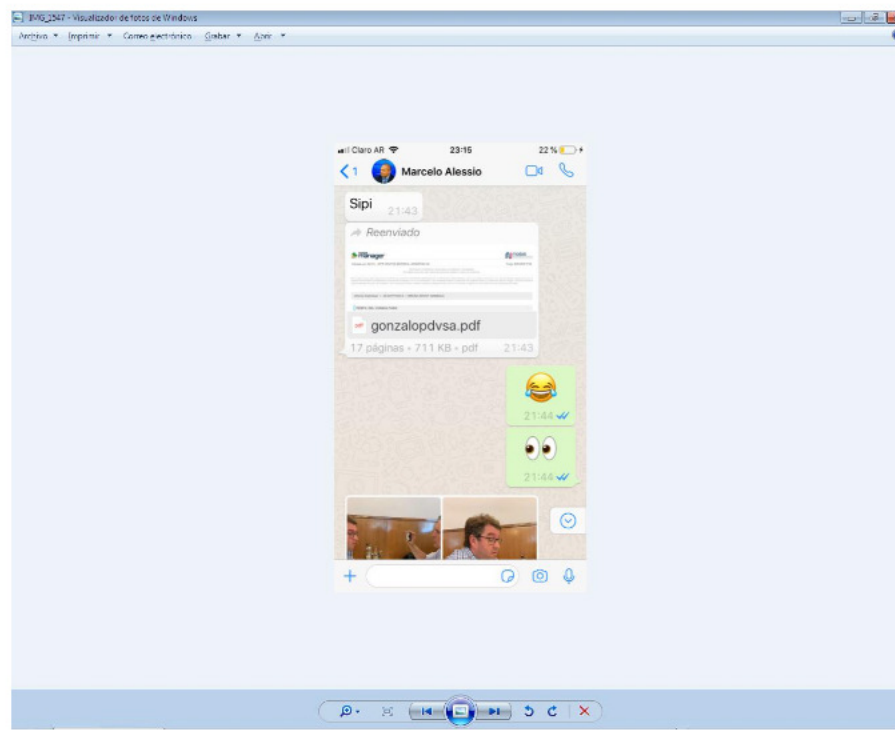 IMG_1547 - Visualizador de fotos de Windows
Archivo Imprimir Correo electrónico Grabar Abrir
Claro AR 23:15 22 %
1 Marcelo Alessio
Sipi 21:43
Reenviado
gonzalopdvsa.pdf
17 páginas • 711 KB • pdf 21:43
21:44
21:44